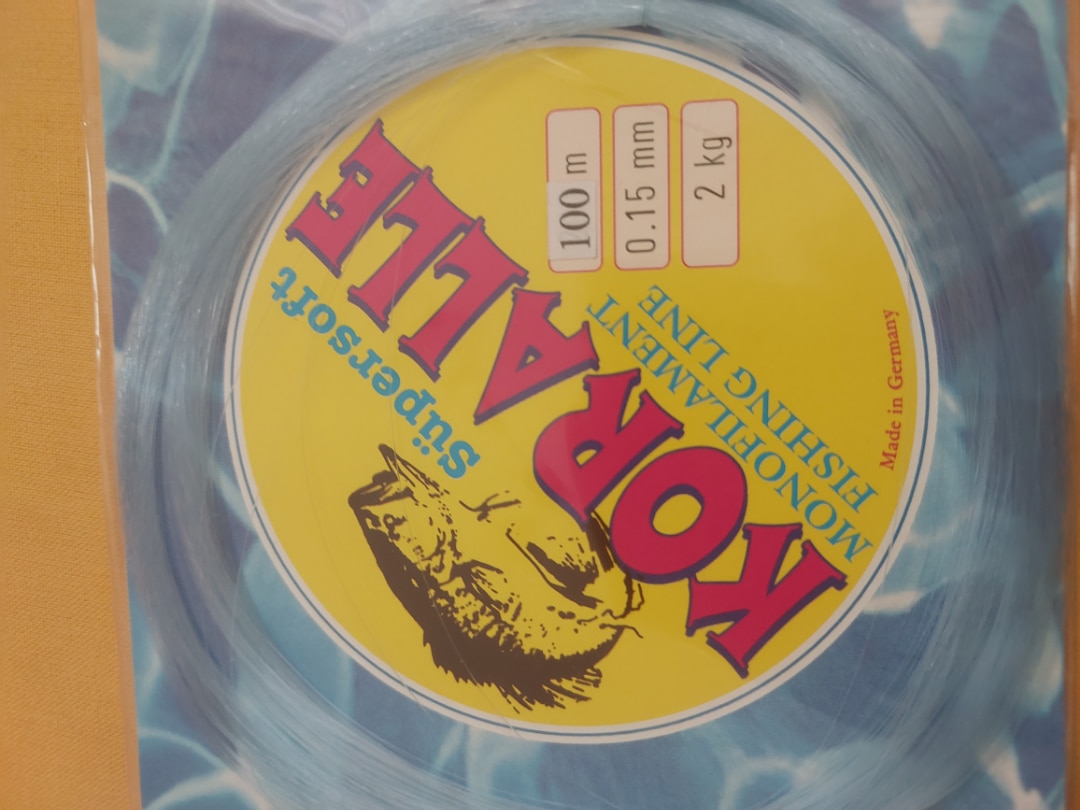 Süpersoft
KORALLE
MONOFILAMENT
FISHING LINE
100 m
0.15 mm
2 kg
Made in Germany